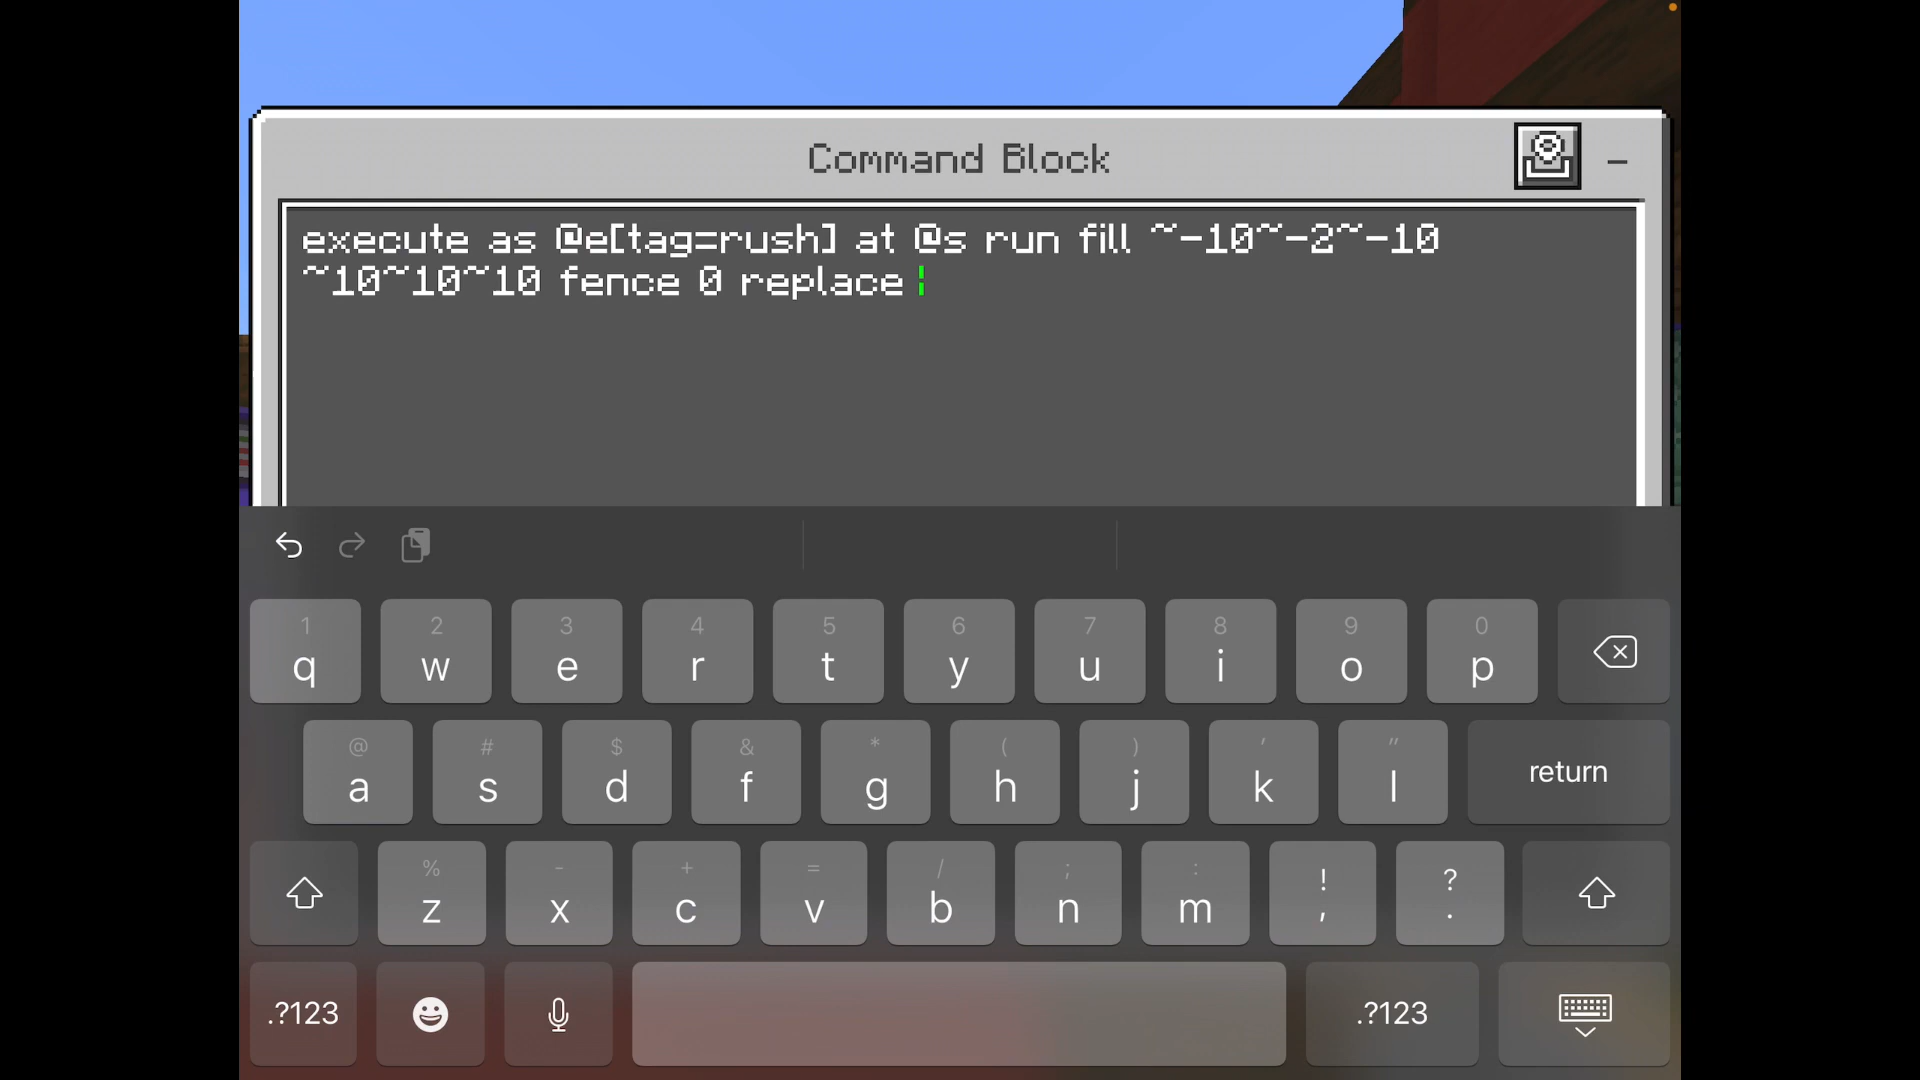 Command Block
execute as @e[tag=rush] at @s run fill ~-10~-2~-10
~10~10~10 fence 0 replace
1 2 3 4 5 6 7 8 9 0
q w e r t y u i o p
@ # $ & * ( ) ' "
a s d f g h j k l return
% - + = / ; : ! ?
z x c v b n m , .
.?123 .?123